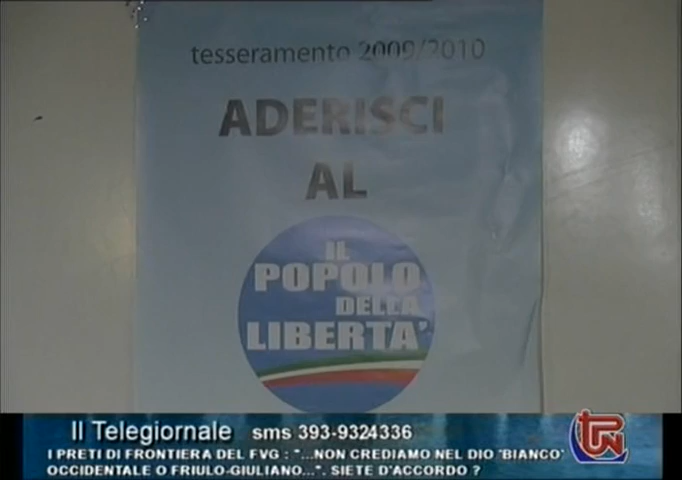 tesseramento 2009/2010
ADERISCI
AL
IL
POPOLO
DELLA
LIBERTA'
Il Telegiornale sms 393-9324336
I PRETI DI FRONTIERA DEL FVG : "...NON CREDIAMO NEL DIO 'BIANCO'
OCCIDENTALE O FRIULO-GIULIANO...". SIETE D'ACCORDO ?
TPN